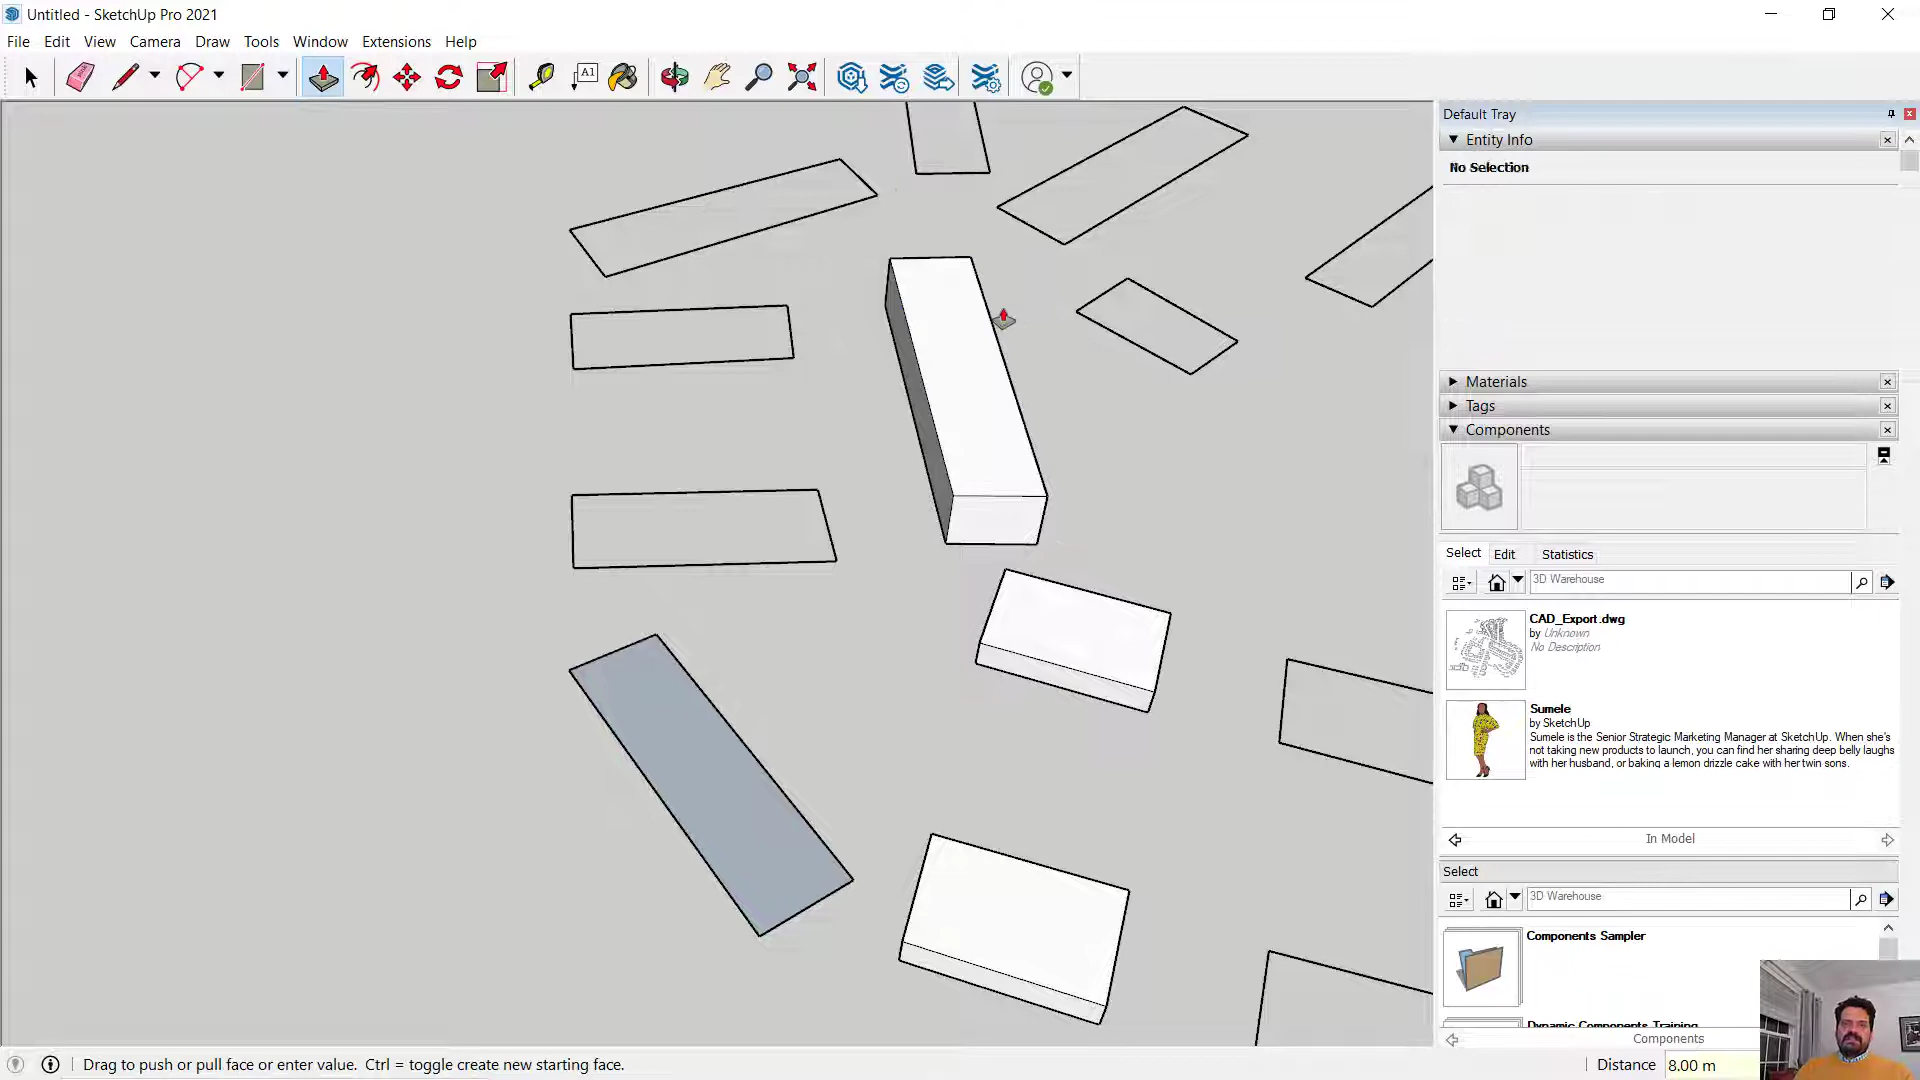 Untitled - SketchUp Pro 2021
File Edit View Camera Draw Tools Window Extensions Help
A1
Default Tray
Entity Info
No Selection
Materials
Tags
Components
Select Edit Statistics
3D Warehouse
CAD_Export.dwg
by Unknown
No Description
Sumele
by SketchUp
Sumele is the Senior Strategic Marketing Manager at SketchUp. When she's
not taking new products to launch, you can find her sharing deep belly laughs
with her husband, or baking a lemon drizzle cake with her twin sons.
In Model
Select
3D Warehouse
Components Sampler
Dynamic Components Training
Components
Drag to push or pull face or enter value. Ctrl = toggle create new starting face.
Distance 8.00 m